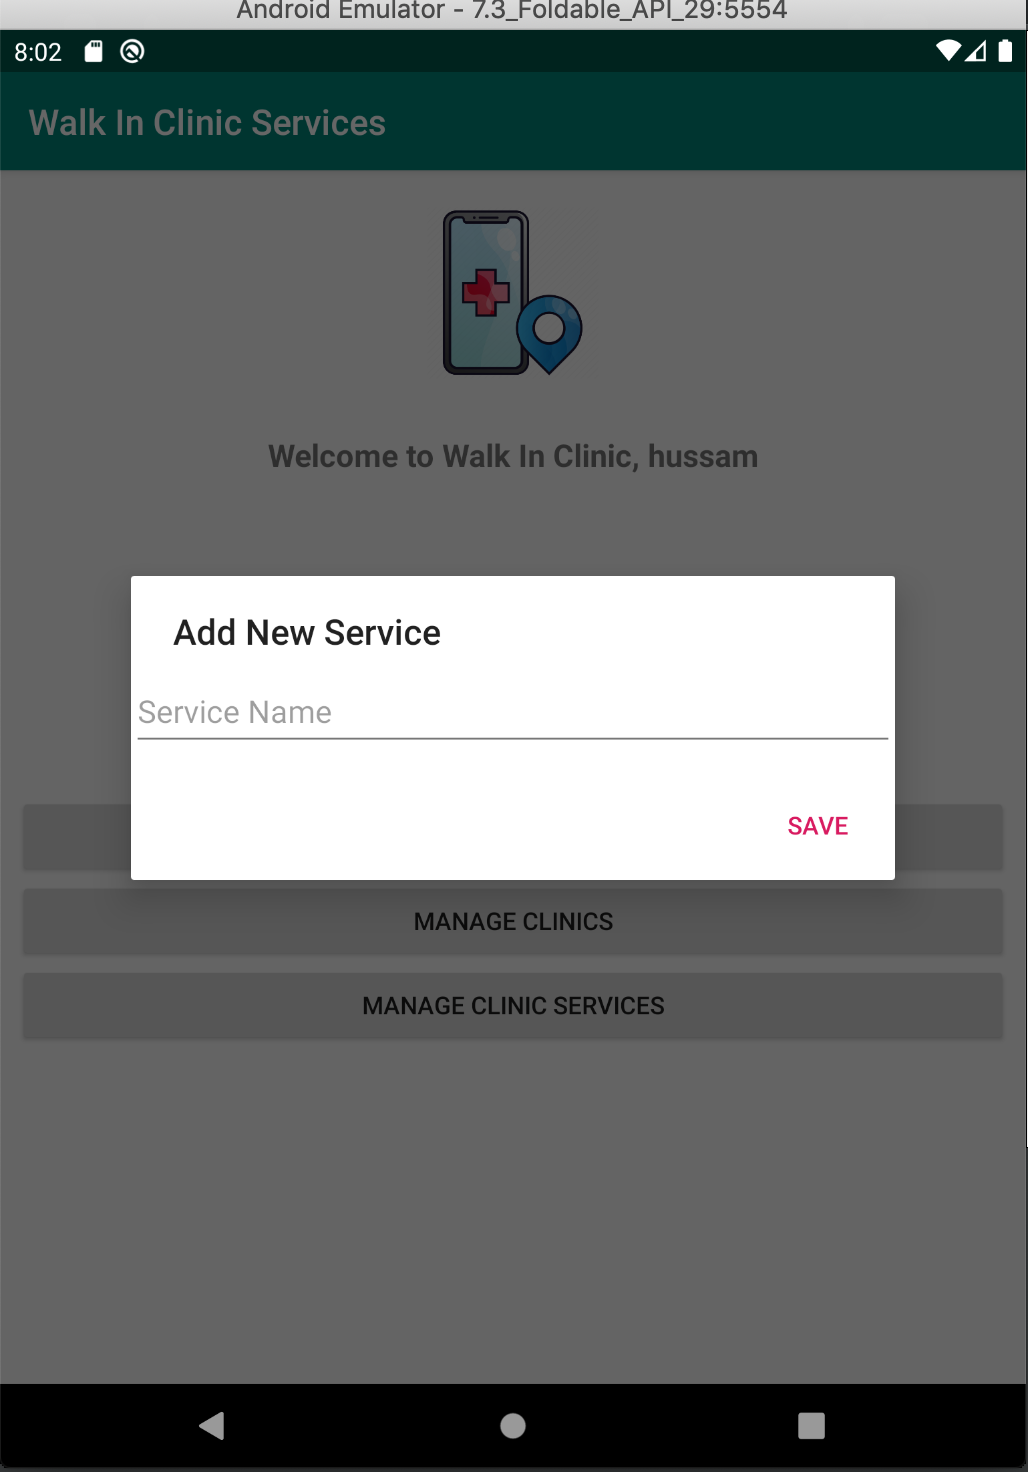 Android Emulator - 7.3_Foldable_API_29:5554
8:02
Walk In Clinic Services
Welcome to Walk In Clinic, hussam
Add New Service
Service Name
SAVE
MANAGE CLINICS
MANAGE CLINIC SERVICES